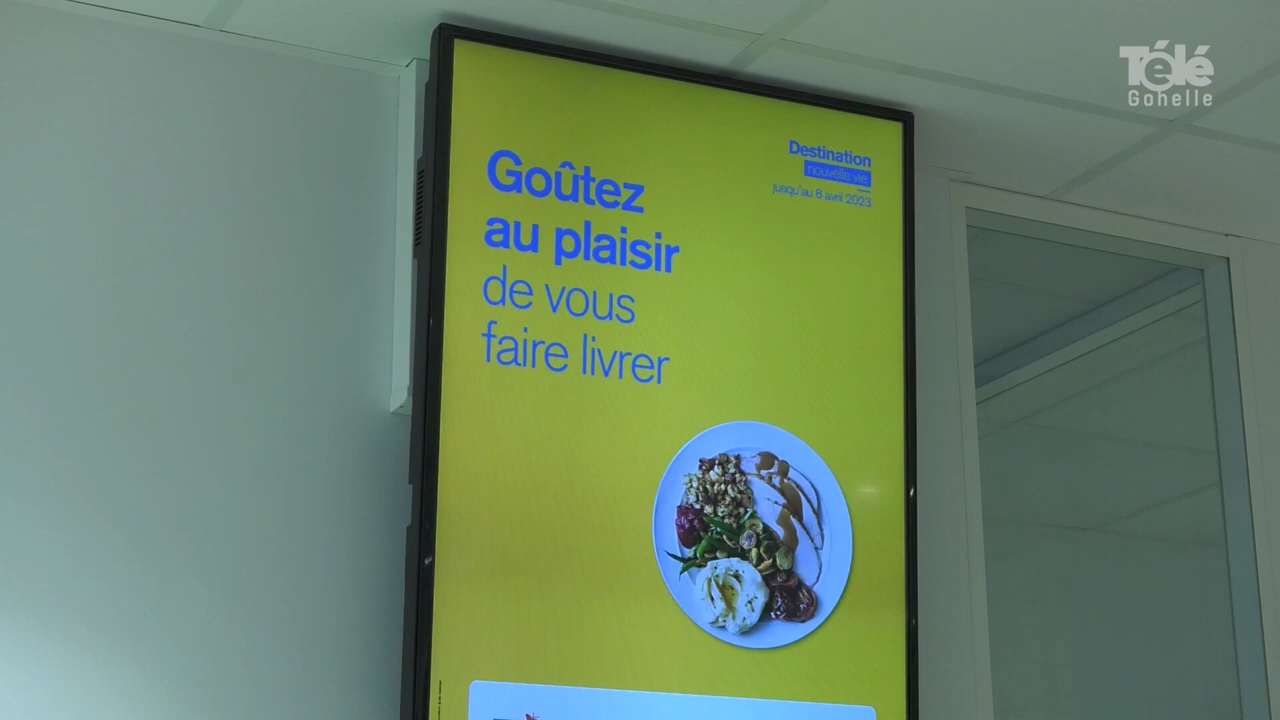 Télé
Gohelle
Destination
nouvelle vie
jusqu'au 8 avril 2023
Goûtez
au plaisir
de vous
faire livrer